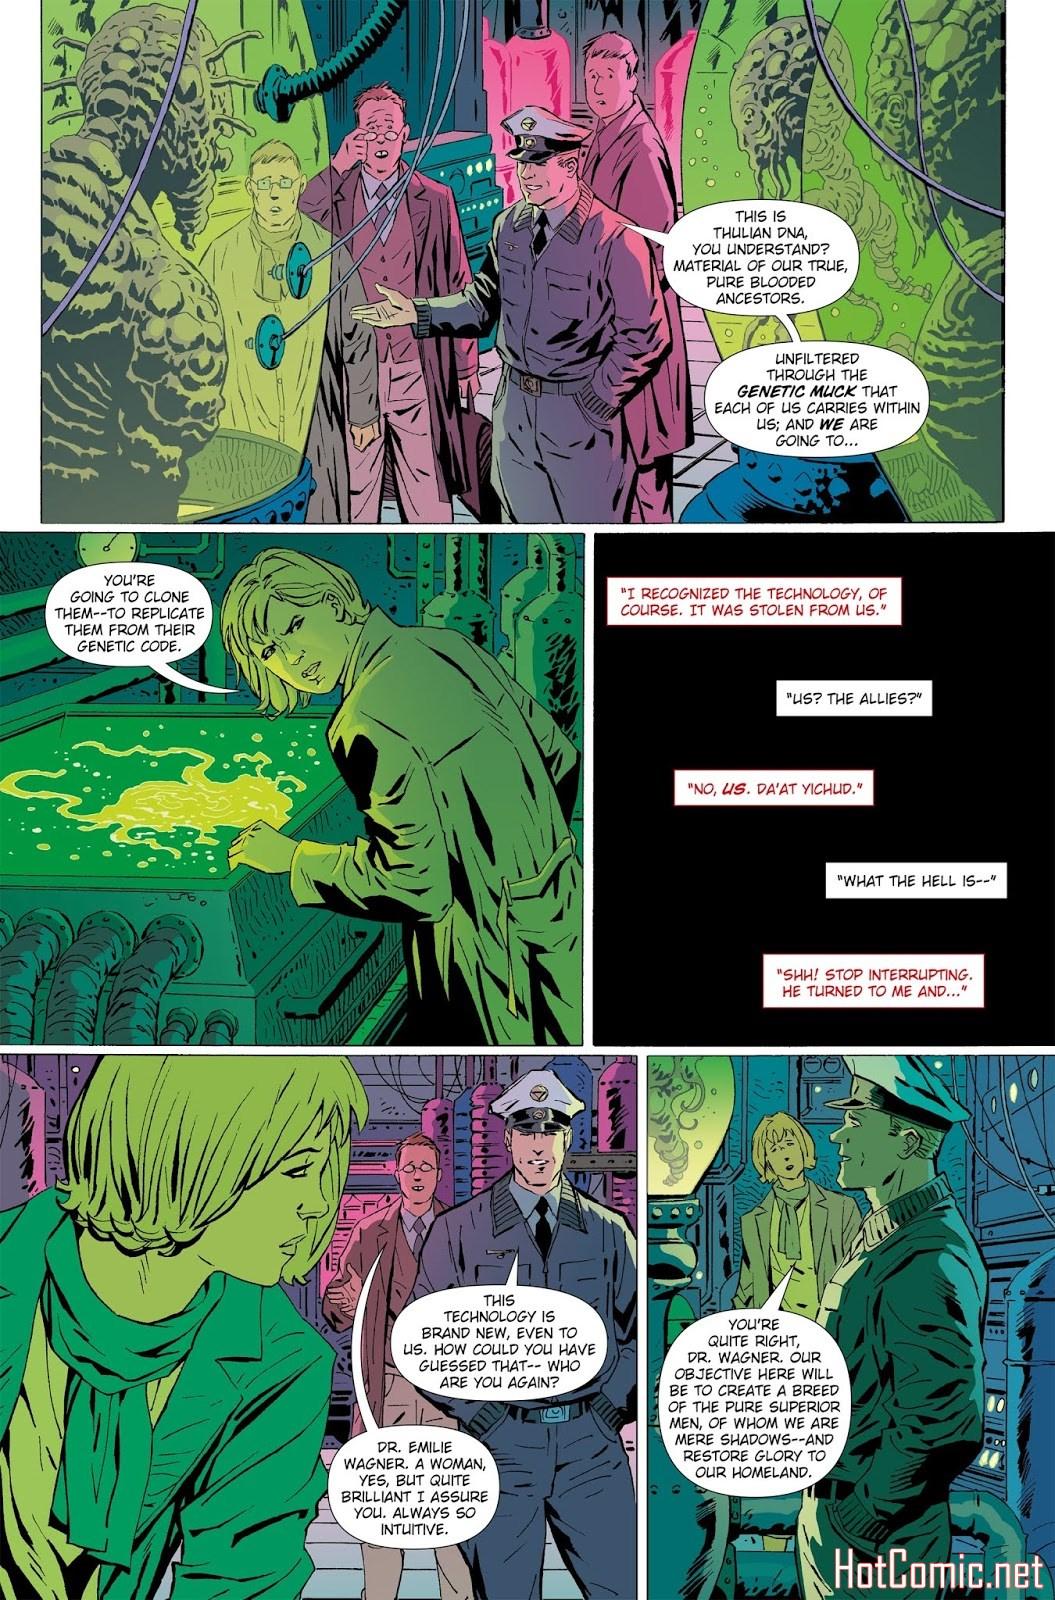 THIS IS
THULIAN DNA,
YOU UNDERSTAND?
MATERIAL OF OUR TRUE,
PURE BLOODED
ANCESTORS.
UNFILTERED
THROUGH THE
GENETIC MUCK THAT
EACH OF US CARRIES WITHIN
US; AND WE ARE
GOING TO...
YOU'RE
GOING TO CLONE
THEM--TO REPLICATE
THEM FROM THEIR
GENETIC CODE.
"I RECOGNIZED THE TECHNOLOGY, OF
COURSE. IT WAS STOLEN FROM US."
"US? THE ALLIES?"
"NO, US. DA'AT YICHUD."
"WHAT THE HELL IS--"
"SHH! STOP INTERRUPTING.
HE TURNED TO ME AND..."
THIS
TECHNOLOGY IS
BRAND NEW, EVEN TO
US. HOW COULD YOU HAVE
GUESSED THAT-- WHO
ARE YOU AGAIN?
DR. EMILIE
WAGNER. A WOMAN,
YES, BUT QUITE
BRILLIANT I ASSURE
YOU. ALWAYS SO
INTUITIVE.
YOU'RE
QUITE RIGHT,
DR. WAGNER. OUR
OBJECTIVE HERE WILL
BE TO CREATE A BREED
OF THE PURE SUPERIOR
MEN, OF WHOM WE ARE
MERE SHADOWS--AND
RESTORE GLORY TO
OUR HOMELAND.
HotComic.net